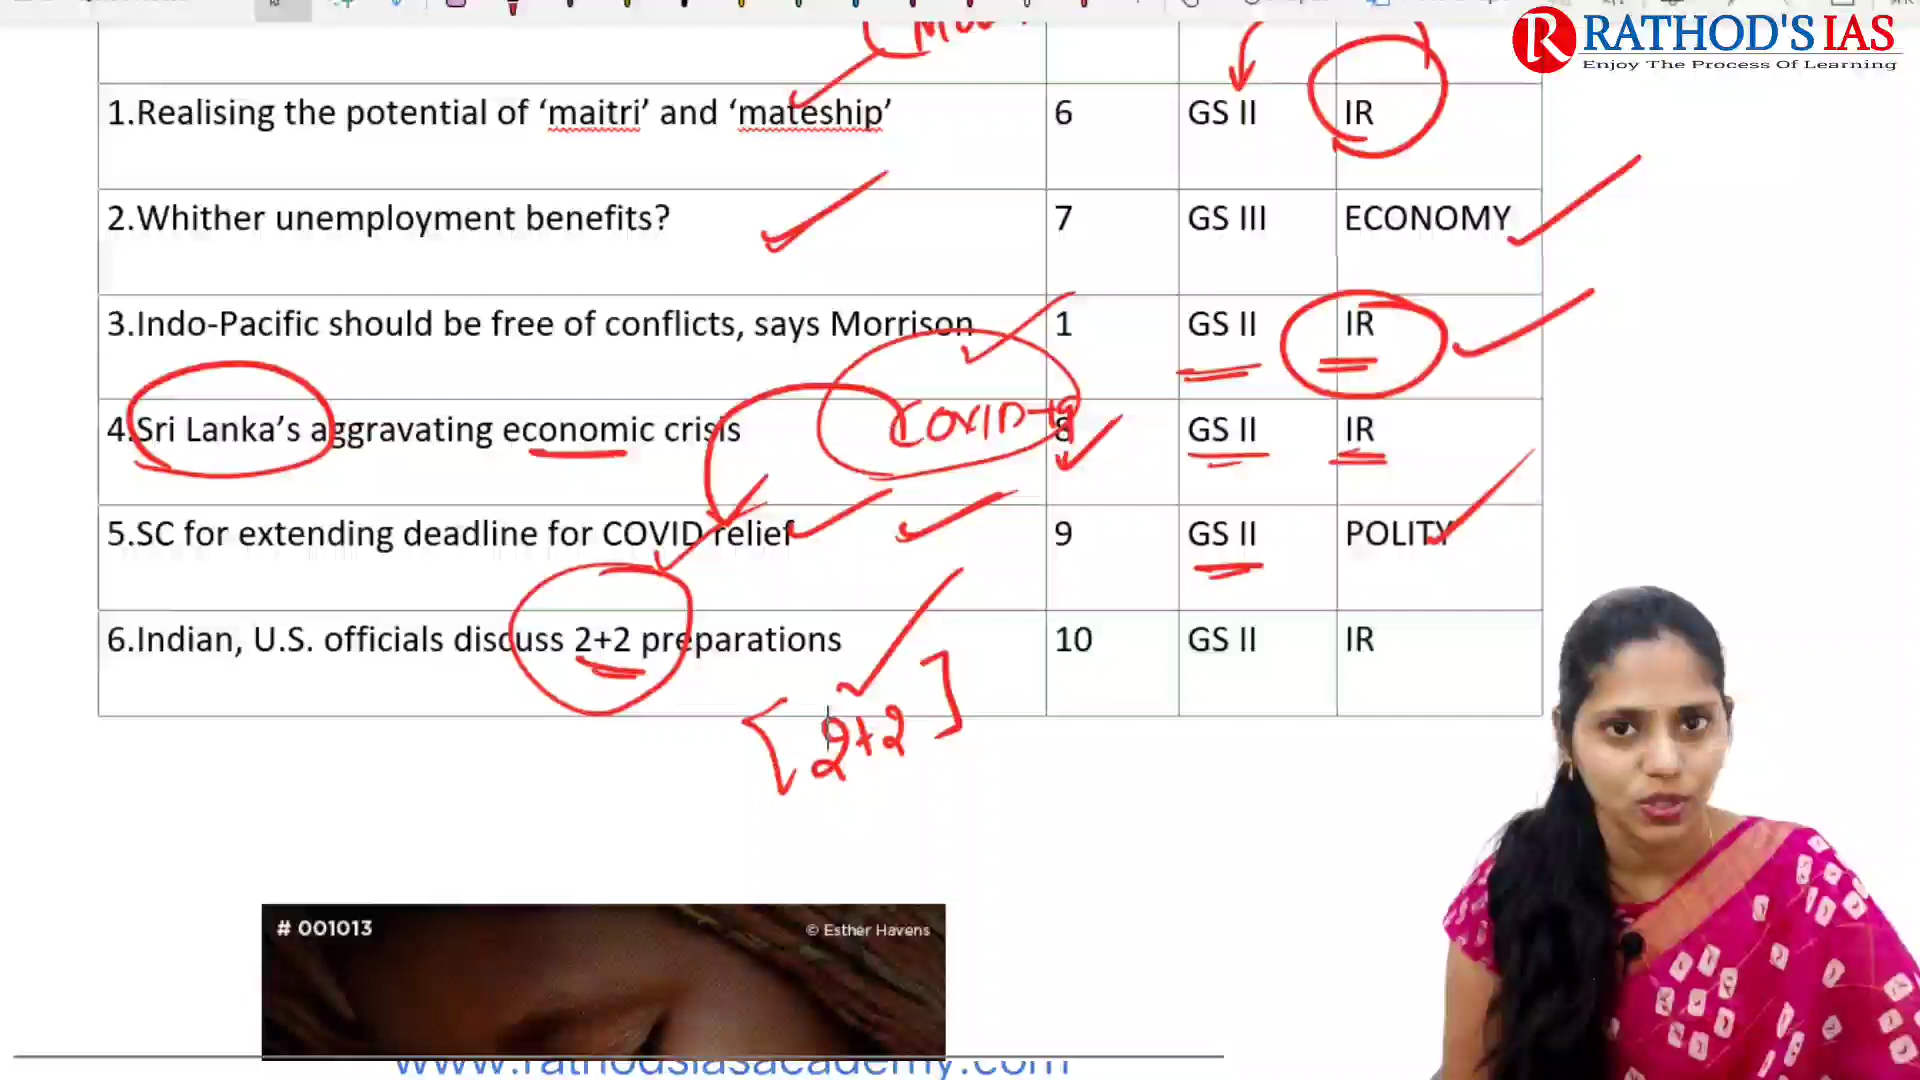 RATHOD'S IAS
Enjoy The Process Of Learning
1.Realising the potential of ‘maitri’ and ‘mateship’ 6 GS II IR
2.Whither unemployment benefits? 7 GS III ECONOMY
3.Indo-Pacific should be free of conflicts, says Morrison 1 GS II IR
COVID-19
4.Sri Lanka’s aggravating economic crisis 8 GS II IR
5.SC for extending deadline for COVID relief 9 GS II POLITY
6.Indian, U.S. officials discuss 2+2 preparations 10 GS II IR
[2+2]
# 001013 © Esther Havens
www.rathodsiasacademy.com